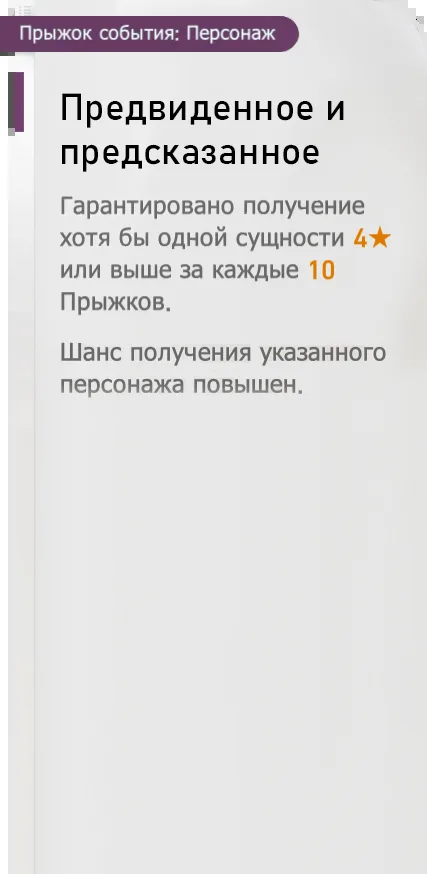 Прыжок события: Персонаж
Предвиденное и
предсказанное
Гарантировано получение
хотя бы одной сущности 4★
или выше за каждые 10
Прыжков.
Шанс получения указанного
персонажа повышен.